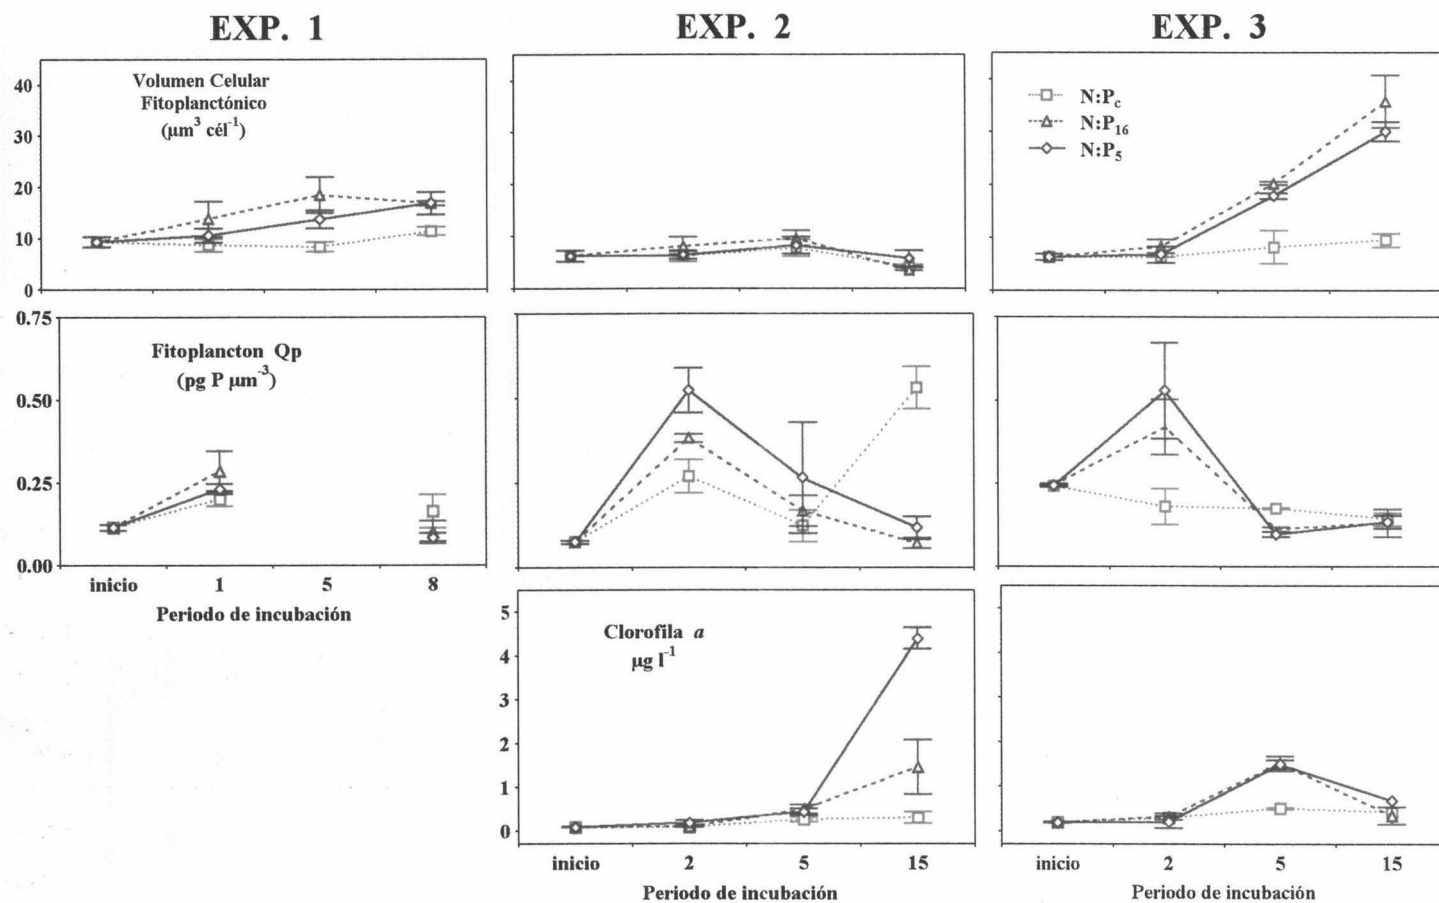 EXP. 1
EXP. 2
EXP. 3
Volumen Celular
Fitoplanctónico
(µm³ cél⁻¹)
40
30
20
10
0
N:Pc
N:P16
N:P5
0.75
0.50
0.25
0.00
Fitoplancton Qp
(pg P µm⁻³)
inicio 1 5 8
Periodo de incubación
5
4
3
2
1
0
Clorofila a
µg l⁻¹
inicio 2 5 15
Periodo de incubación
inicio 2 5 15
Periodo de incubación